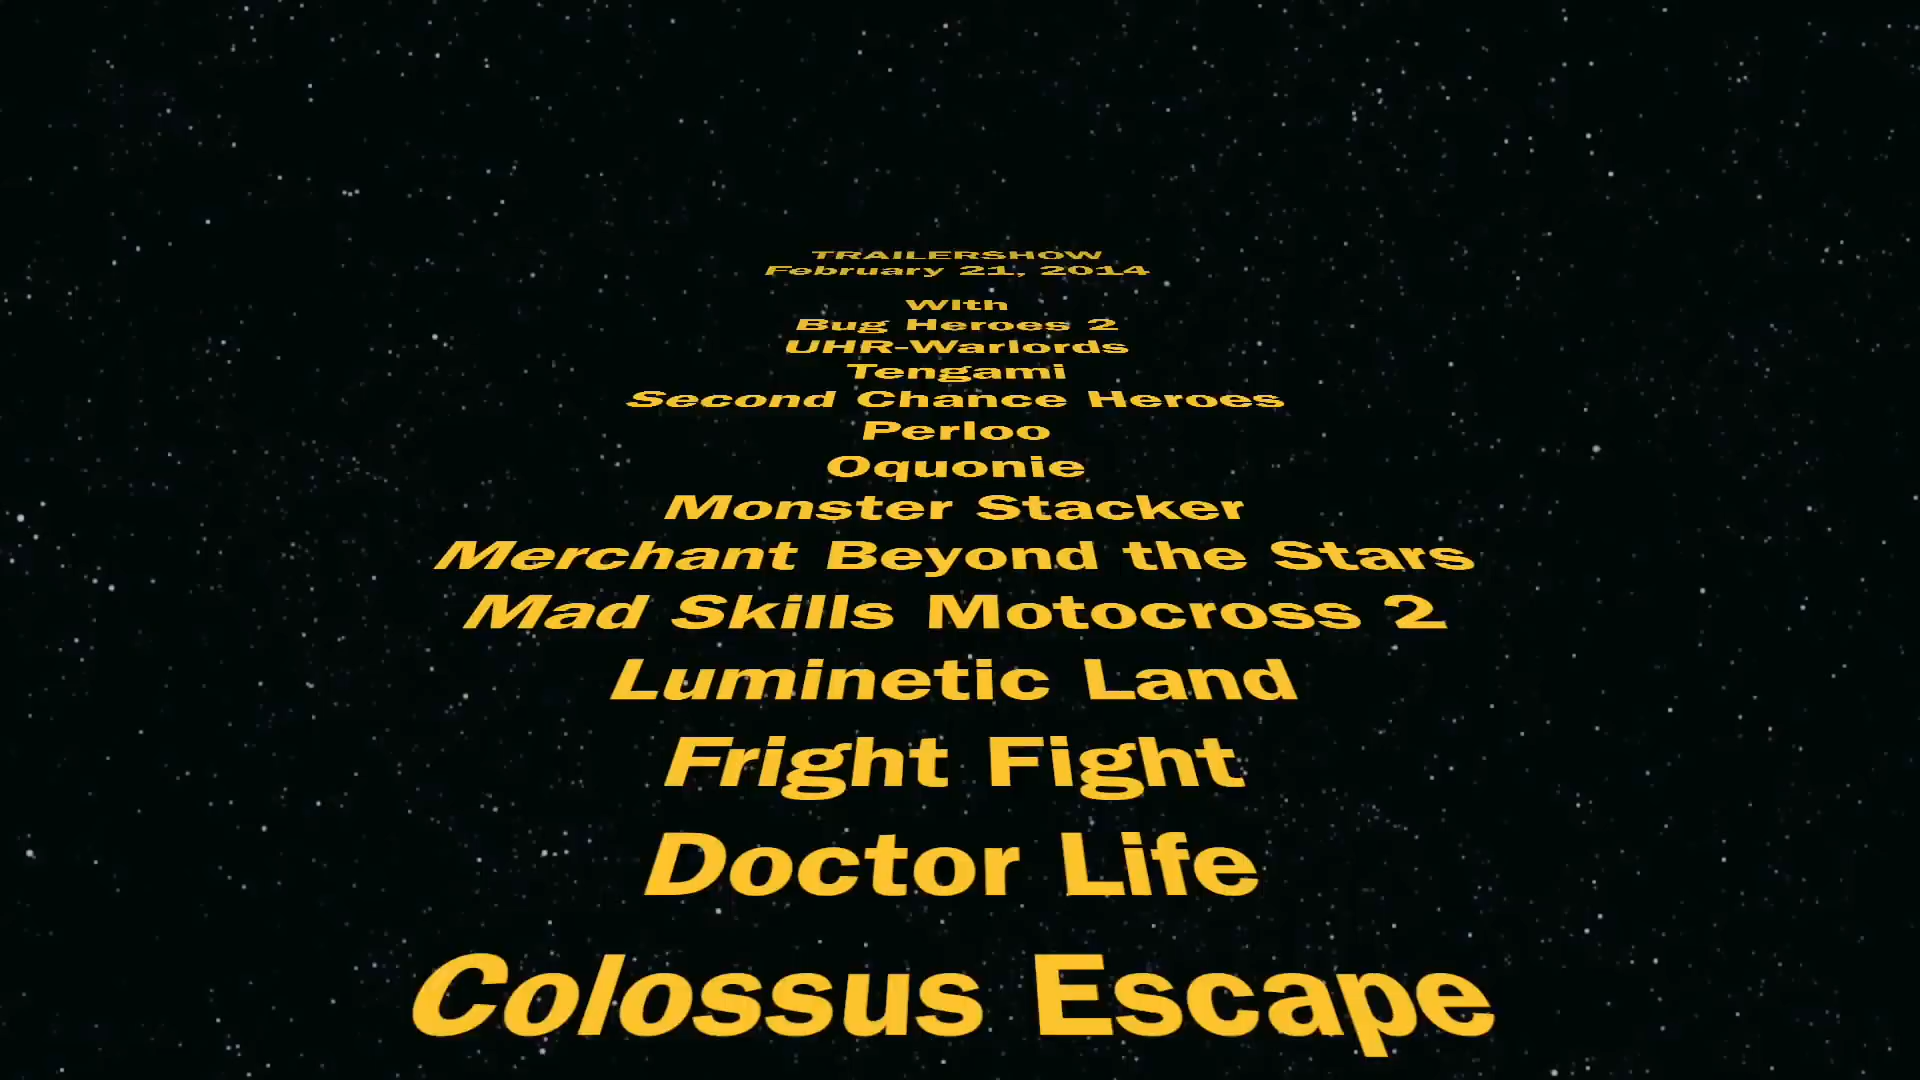 TRAILERSHOW
February 21, 2014
With
Bug Heroes 2
UHR-Warlords
Tengami
Second Chance Heroes
Perloo
Oquonie
Monster Stacker
Merchant Beyond the Stars
Mad Skills Motocross 2
Luminetic Land
Fright Fight
Doctor Life
Colossus Escape